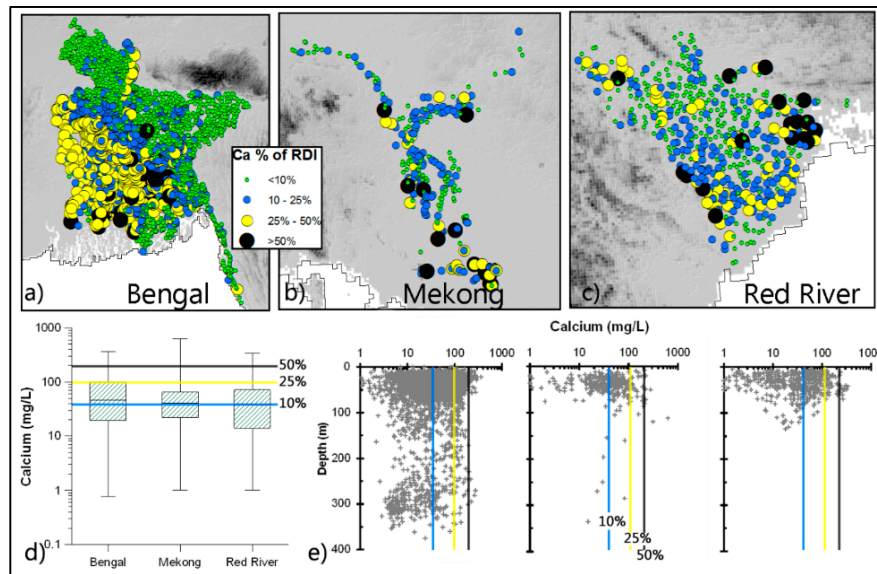 Ca % of RDI
<10%
10 - 25%
25% - 50%
>50%
a) Bengal
b) Mekong
c) Red River
Calcium (mg/L)
1000
100
10
1
0.1
50%
25%
10%
d)
Bengal Mekong Red River
Calcium (mg/L)
1 10 100 1000 1 10 100 1000 1 10 100 1000
Depth (m)
0
100
200
300
400
10%
25%
50%
e)